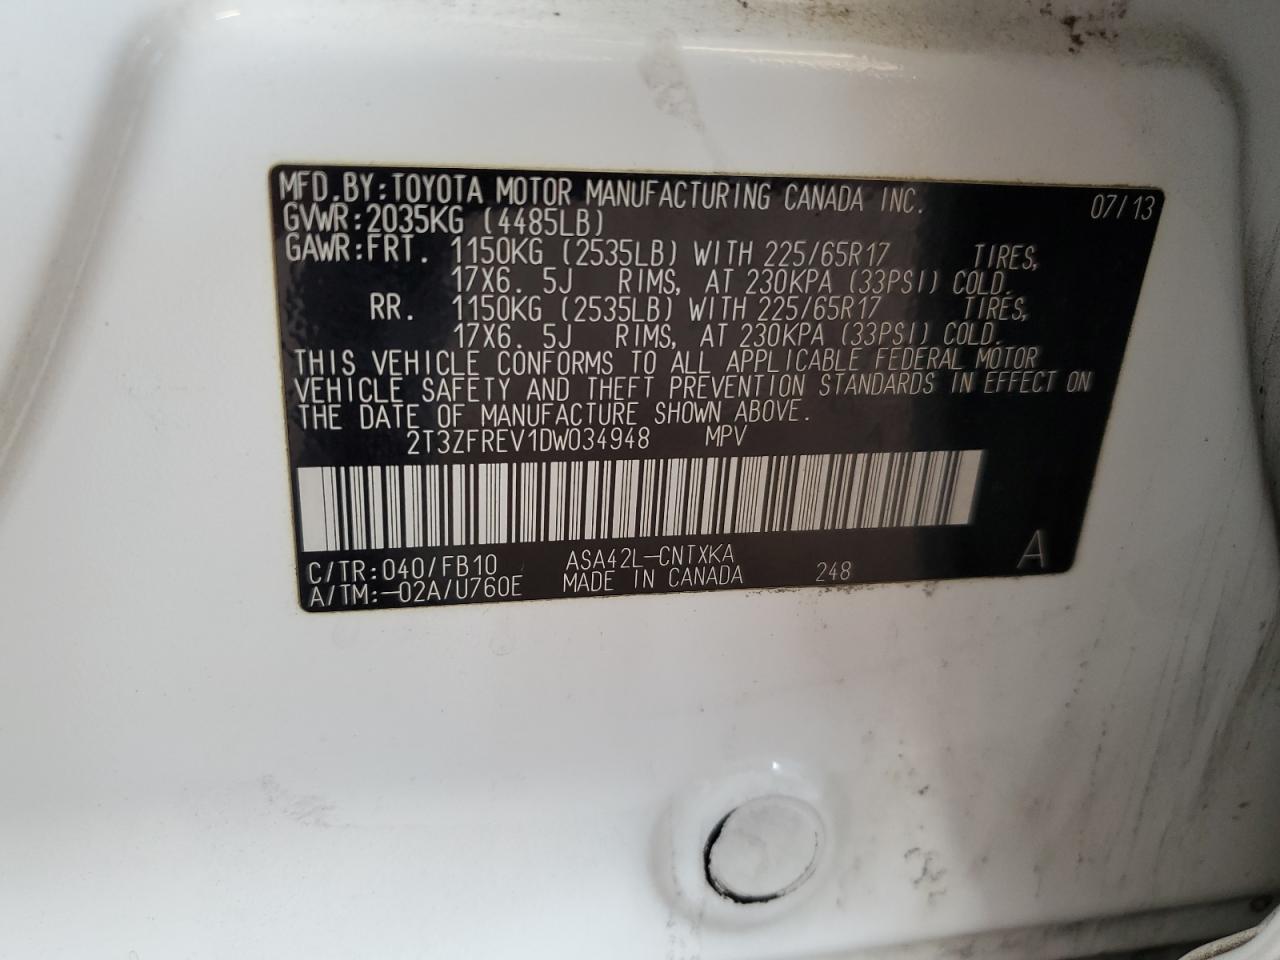 MFD.BY:TOYOTA MOTOR MANUFACTURING CANADA INC. 07/13
GVWR:2035KG (4485LB)
GAWR:FRT. 1150KG (2535LB) WITH 225/65R17 TIRES,
17X6. 5J RIMS, AT 230KPA (33PSI) COLD.
RR. 1150KG (2535LB) WITH 225/65R17 TIRES,
17X6. 5J RIMS, AT 230KPA (33PSI) COLD.
THIS VEHICLE CONFORMS TO ALL APPLICABLE FEDERAL MOTOR
VEHICLE SAFETY AND THEFT PREVENTION STANDARDS IN EFFECT ON
THE DATE OF MANUFACTURE SHOWN ABOVE.
2T3ZFREV1DW034948 MPV
C/TR:040/FB10 ASA42L-CNTXKA A
A/TM:-02A/U760E MADE IN CANADA 248